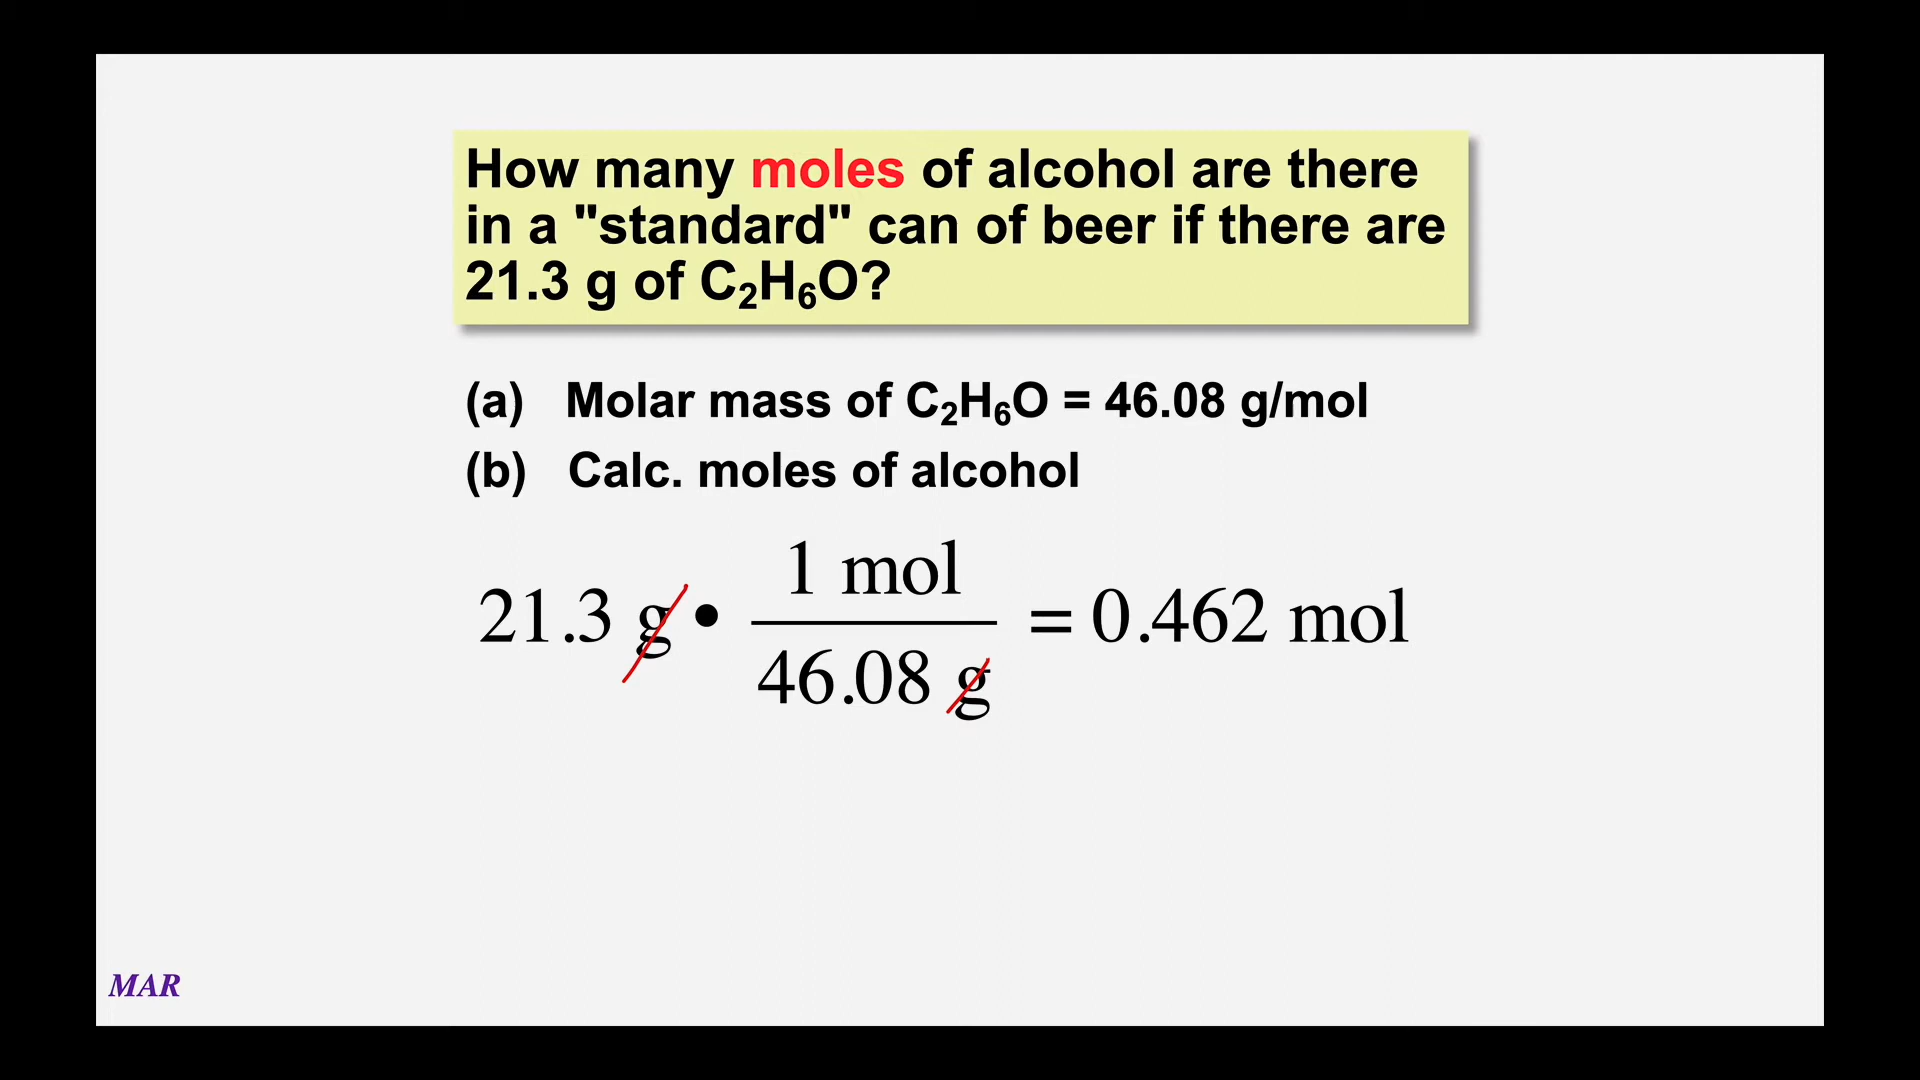 How many moles of alcohol are there
in a "standard" can of beer if there are
21.3 g of C₂H₆O?
(a) Molar mass of C₂H₆O = 46.08 g/mol
(b) Calc. moles of alcohol
21.3 g • 1 mol / 46.08 g = 0.462 mol
MAR